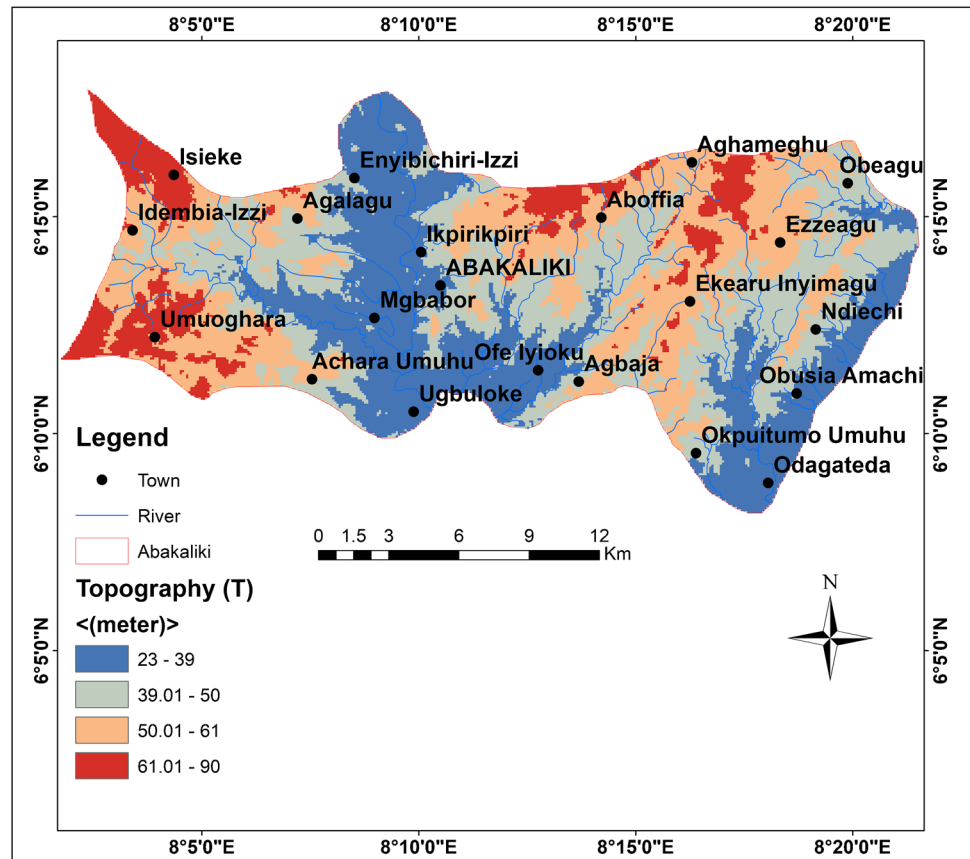 8°5'0"E
8°10'0"E
8°15'0"E
8°20'0"E
6°15'0"N
6°10'0"N
6°5'0"N
6°15'0"N
6°10'0"N
6°5'0"N
Isieke
Enyibichiri-Izzi
Aghameghu
Obeagu
Idembia-Izzi
Agalagu
Aboffia
Ikpirikpiri
Ezzeagu
ABAKALIKI
Ekearu Inyimagu
Mgbabor
Ndiechi
Umuoghara
Achara Umuhu
Ofe Iyioku
Agbaja
Obusia Amachi
Ugbuloke
Okpuitumo Umuhu
Odagateda
Legend
Town
River
Abakaliki
Topography (T)
<(meter)>
23 - 39
39.01 - 50
50.01 - 61
61.01 - 90
0 1.5 3 6 9 12
Km
N
8°5'0"E
8°10'0"E
8°15'0"E
8°20'0"E